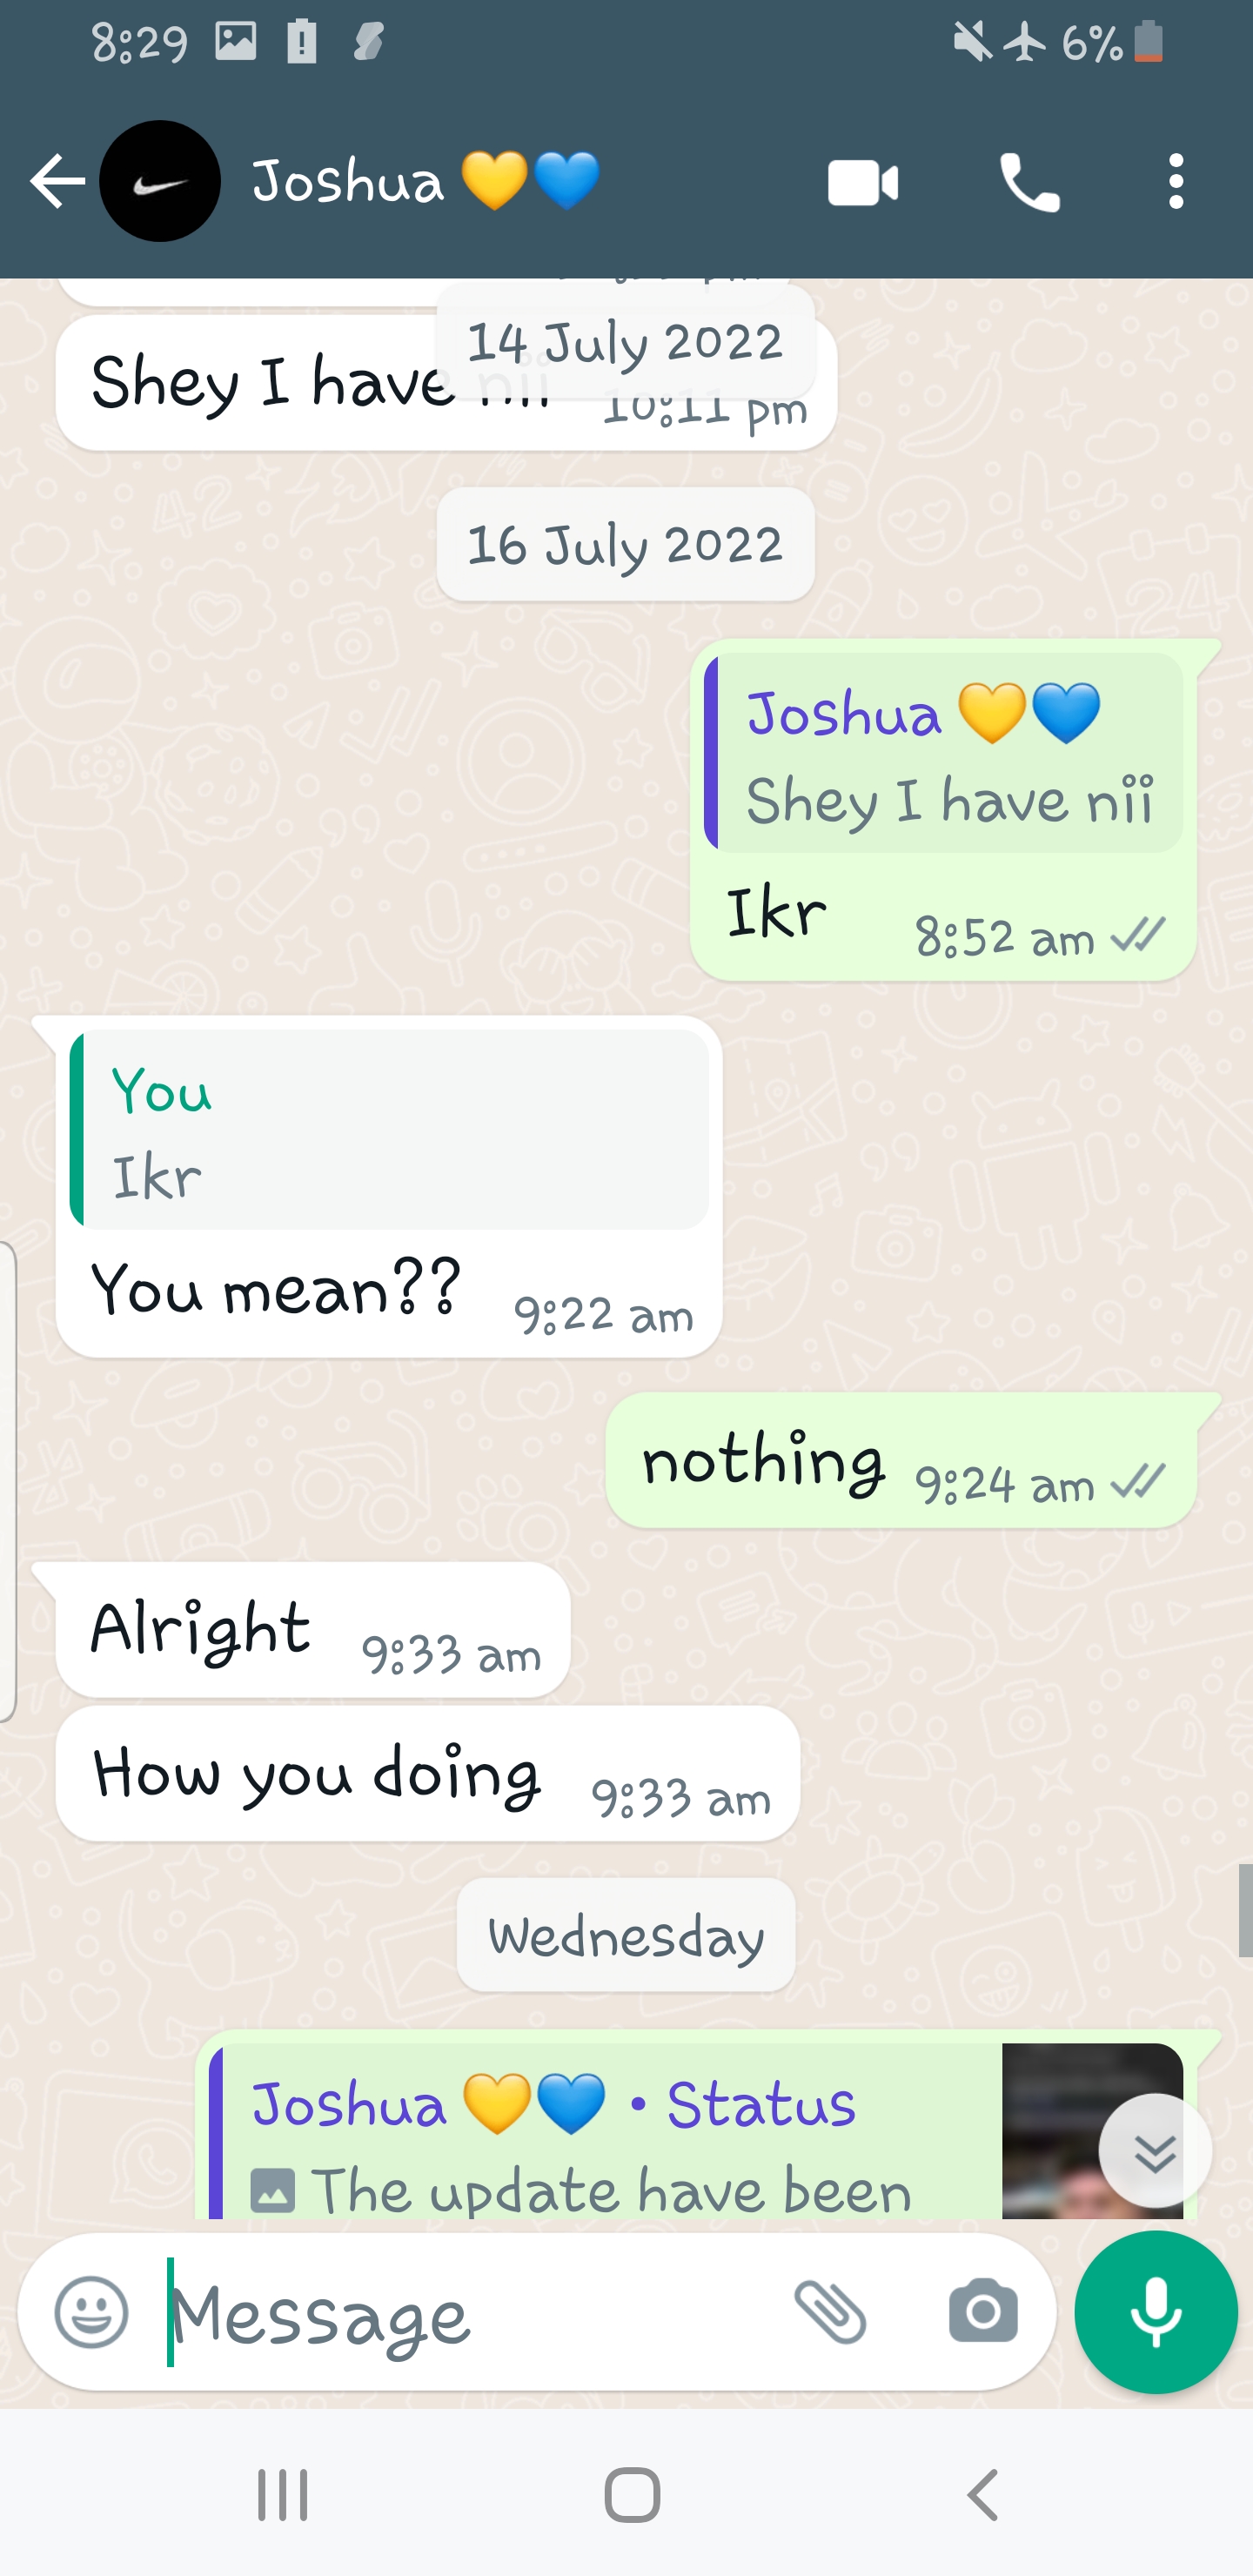 8:29
6%
Joshua 💛💙
14 July 2022
Shey I have nii
10:11 pm
16 July 2022
Joshua 💛💙
Shey I have nii
Ikr
8:52 am
You
Ikr
You mean??
9:22 am
nothing
9:24 am
Alright
9:33 am
How you doing
9:33 am
Wednesday
Joshua 💛💙 • Status
The update have been
Message